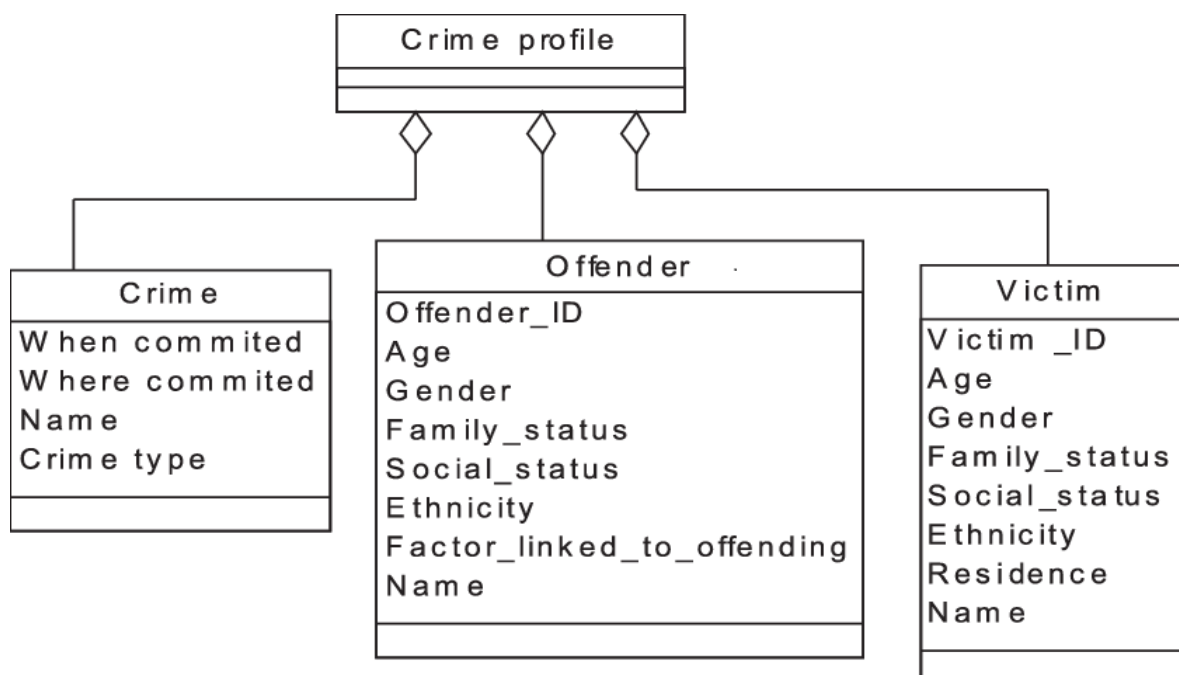 Crime profile
Crime
When commited
Where commited
Name
Crime type
Offender
Offender_ID
Age
Gender
Family_status
Social_status
Ethnicity
Factor_linked_to_offending
Name
Victim
Victim _ID
Age
Gender
Family_status
Social_status
Ethnicity
Residence
Name